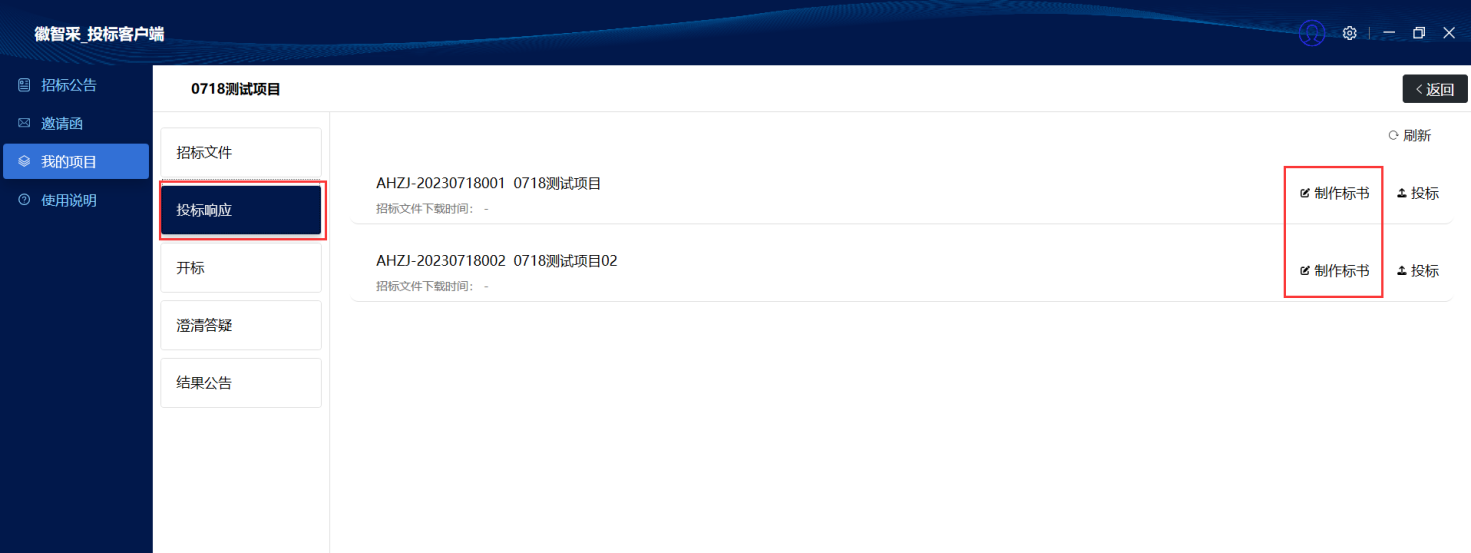 徽智采_投标客户端
招标公告
邀请函
我的项目
使用说明
0718测试项目
返回
招标文件
投标响应
开标
澄清答疑
结果公告
刷新
AHZJ-20230718001 0718测试项目
招标文件下载时间： -
制作标书 投标
AHZJ-20230718002 0718测试项目02
招标文件下载时间： -
制作标书 投标